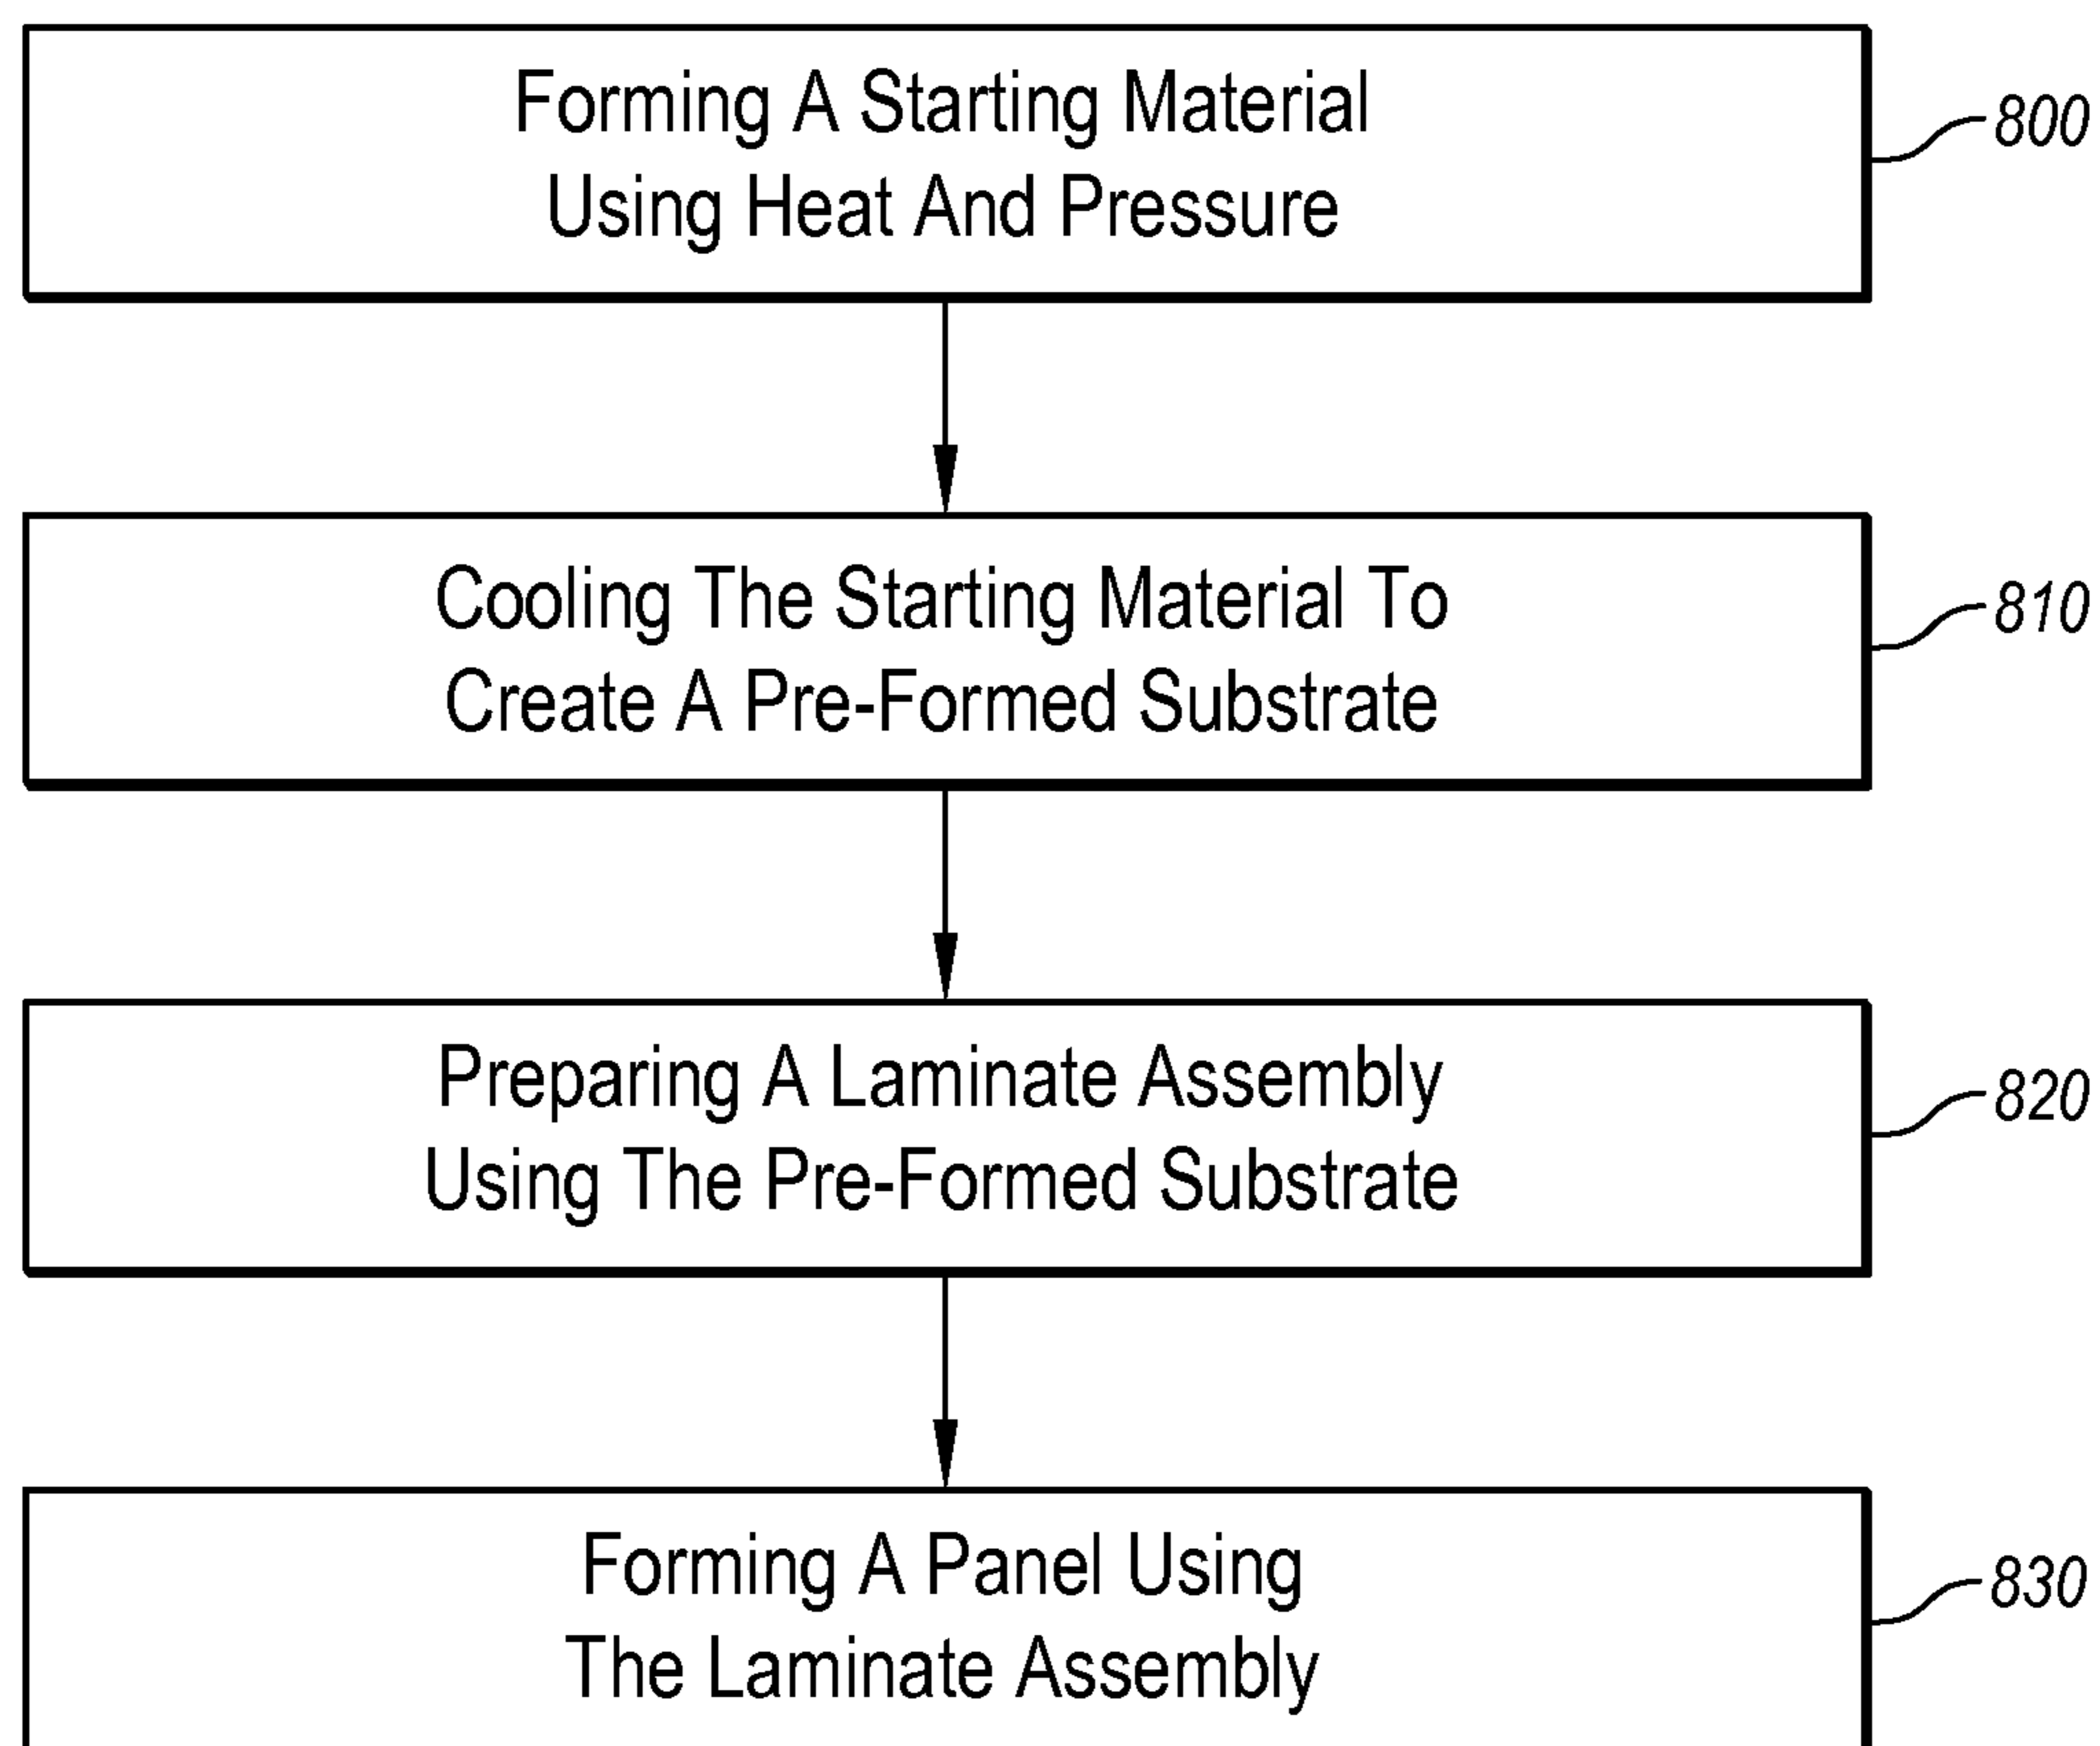 Forming A Starting Material
Using Heat And Pressure
800
Cooling The Starting Material To
Create A Pre-Formed Substrate
810
Preparing A Laminate Assembly
Using The Pre-Formed Substrate
820
Forming A Panel Using
The Laminate Assembly
830